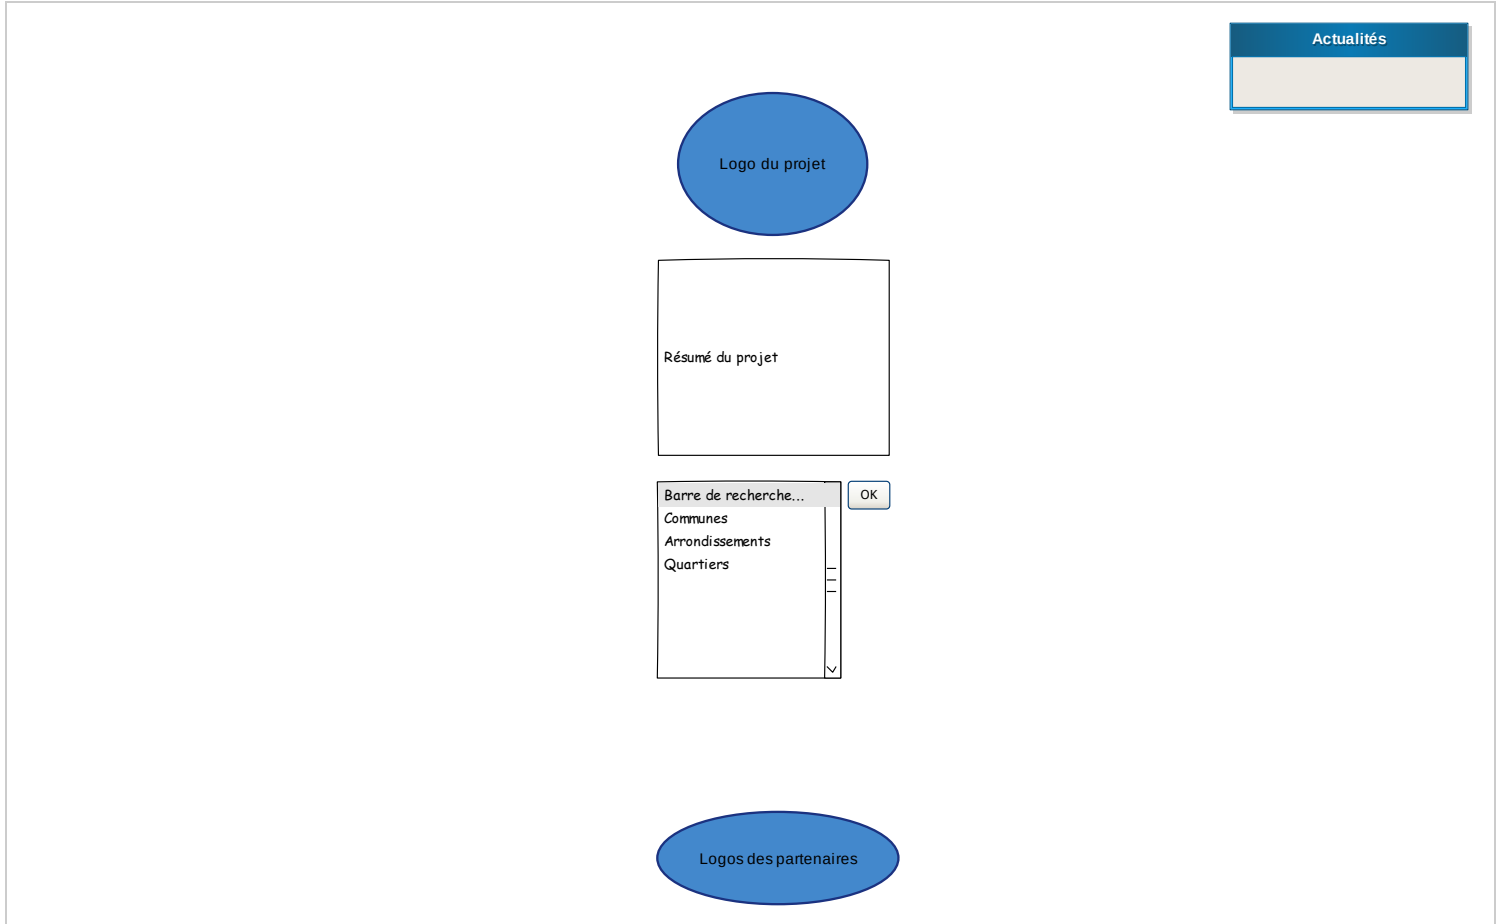 Actualités
Logo du projet
Résumé du projet
Barre de recherche...
OK
Communes
Arrondissements
Quartiers
Logos des partenaires